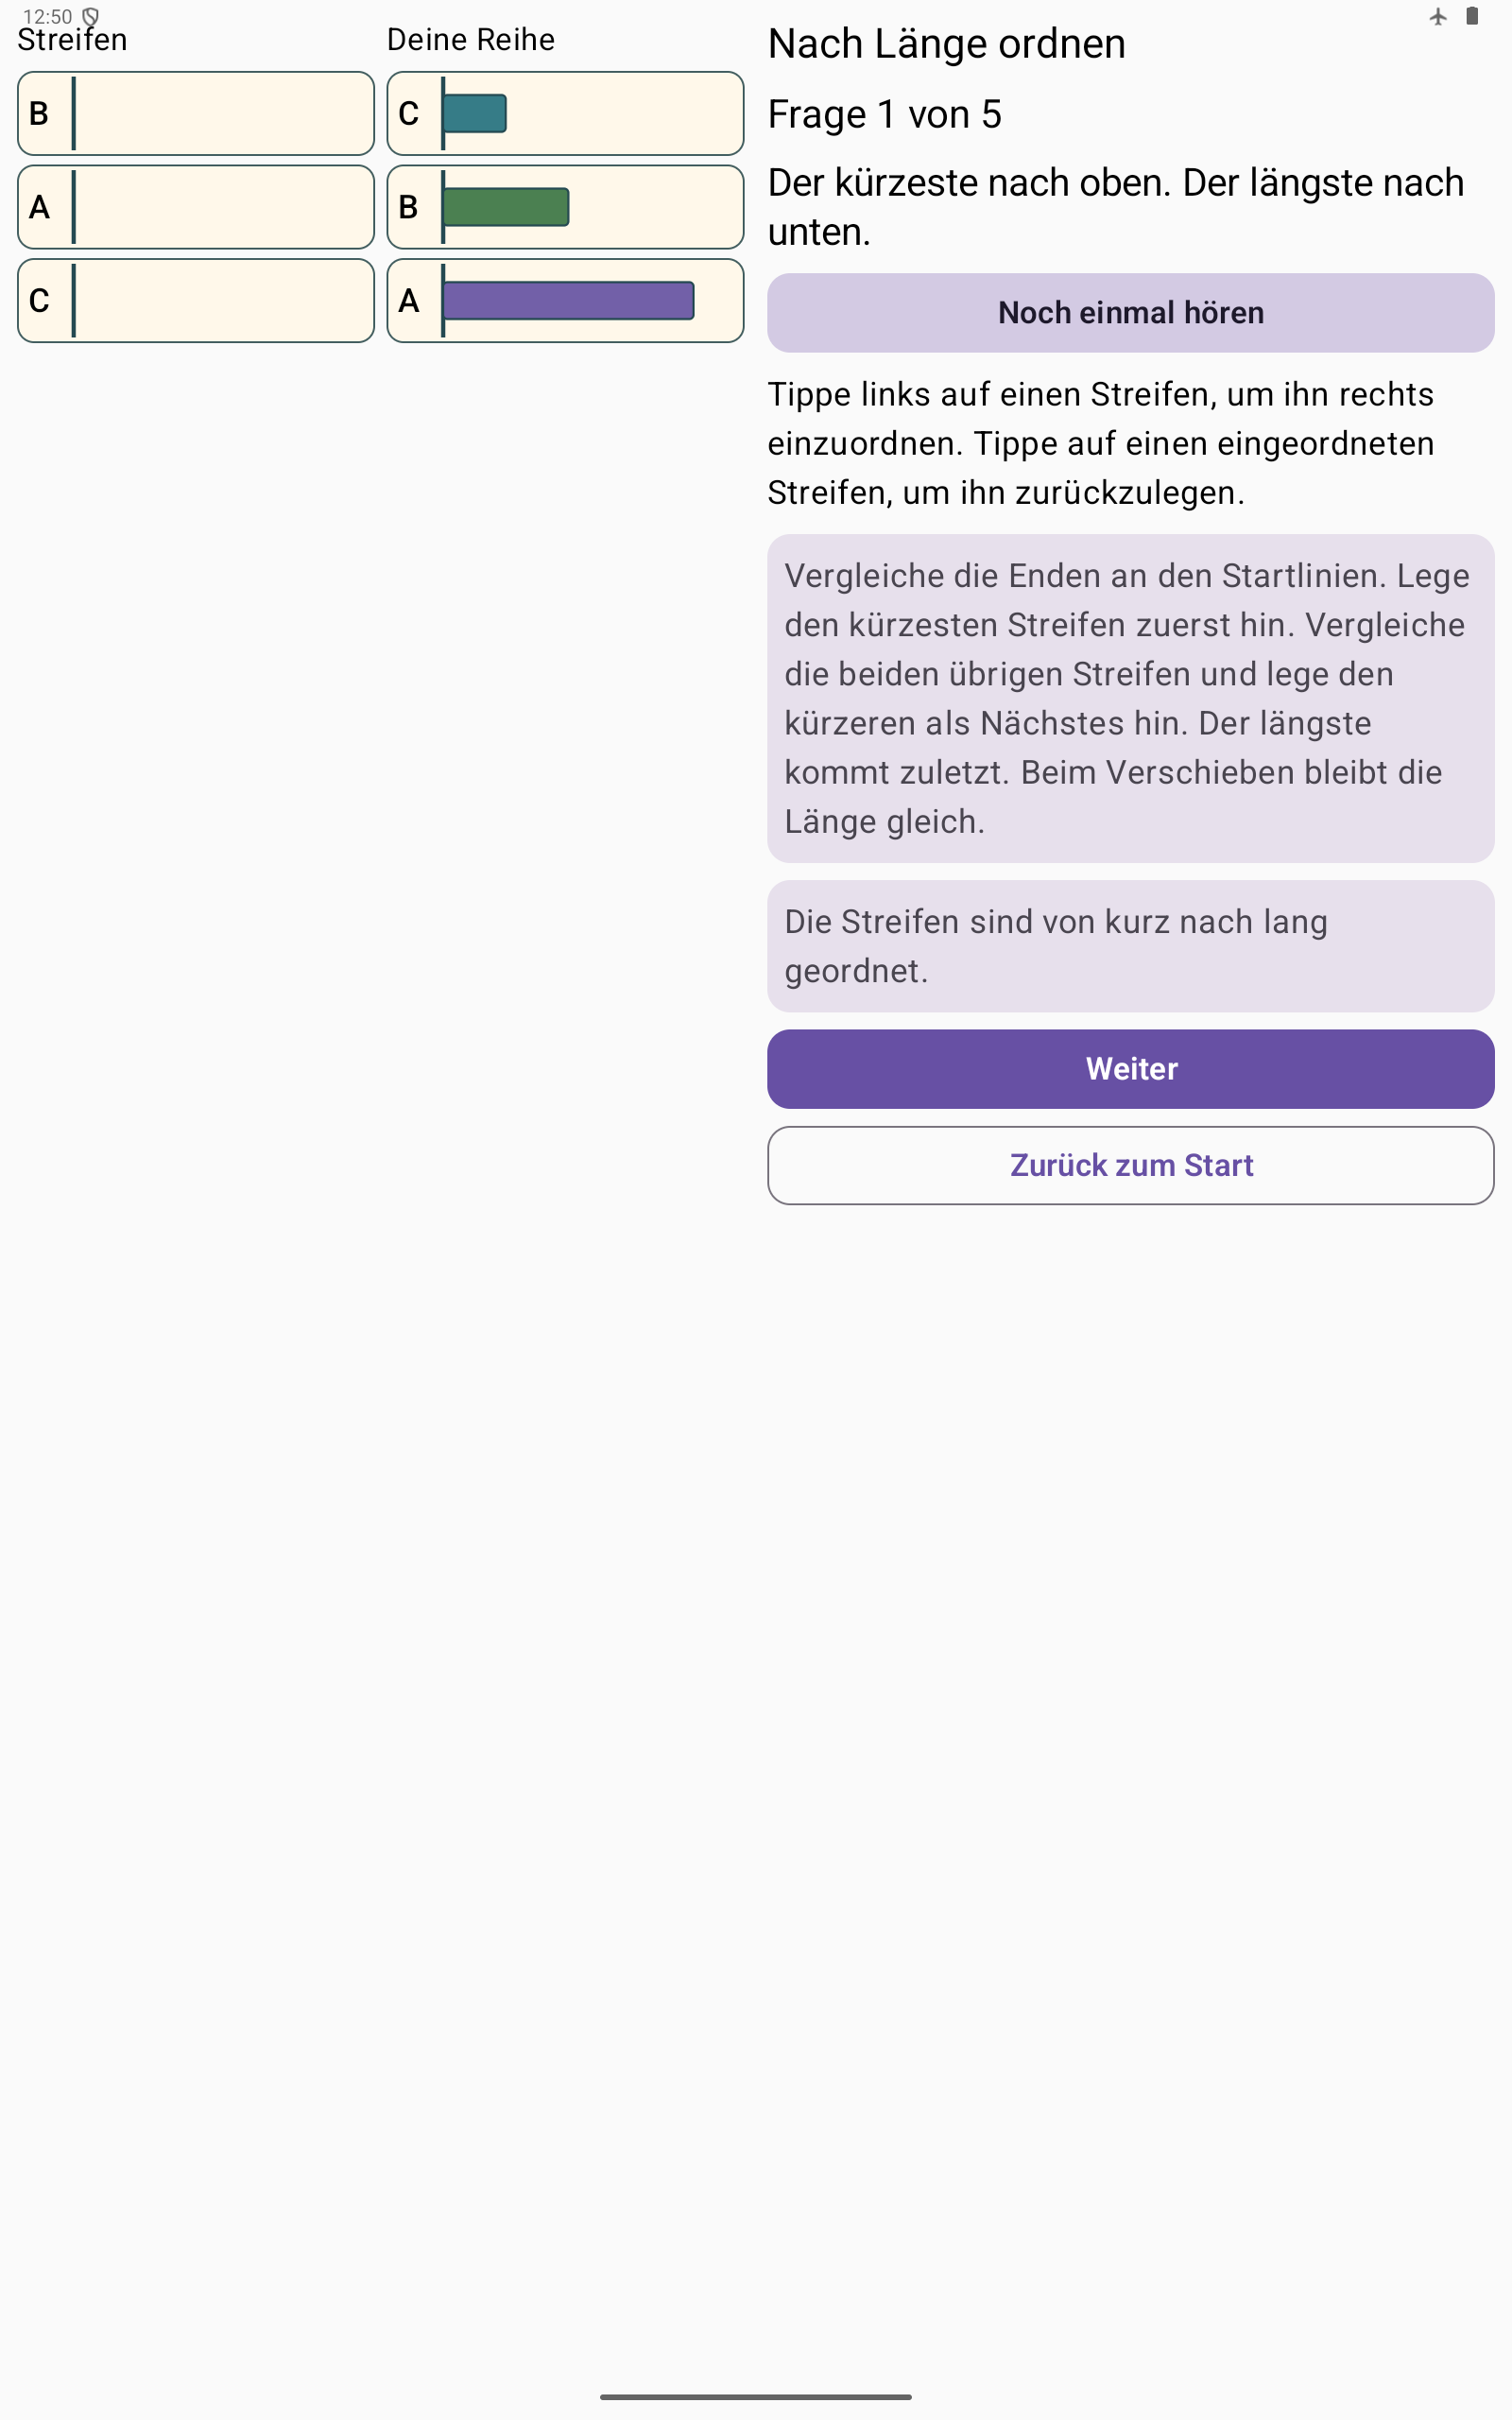 12:50
Streifen
Deine Reihe
B
C
A
B
C
A
Nach Länge ordnen
Frage 1 von 5
Der kürzeste nach oben. Der längste nach
unten.
Noch einmal hören
Tippe links auf einen Streifen, um ihn rechts
einzuordnen. Tippe auf einen eingeordneten
Streifen, um ihn zurückzulegen.
Vergleiche die Enden an den Startlinien. Lege
den kürzesten Streifen zuerst hin. Vergleiche
die beiden übrigen Streifen und lege den
kürzeren als Nächstes hin. Der längste
kommt zuletzt. Beim Verschieben bleibt die
Länge gleich.
Die Streifen sind von kurz nach lang
geordnet.
Weiter
Zurück zum Start